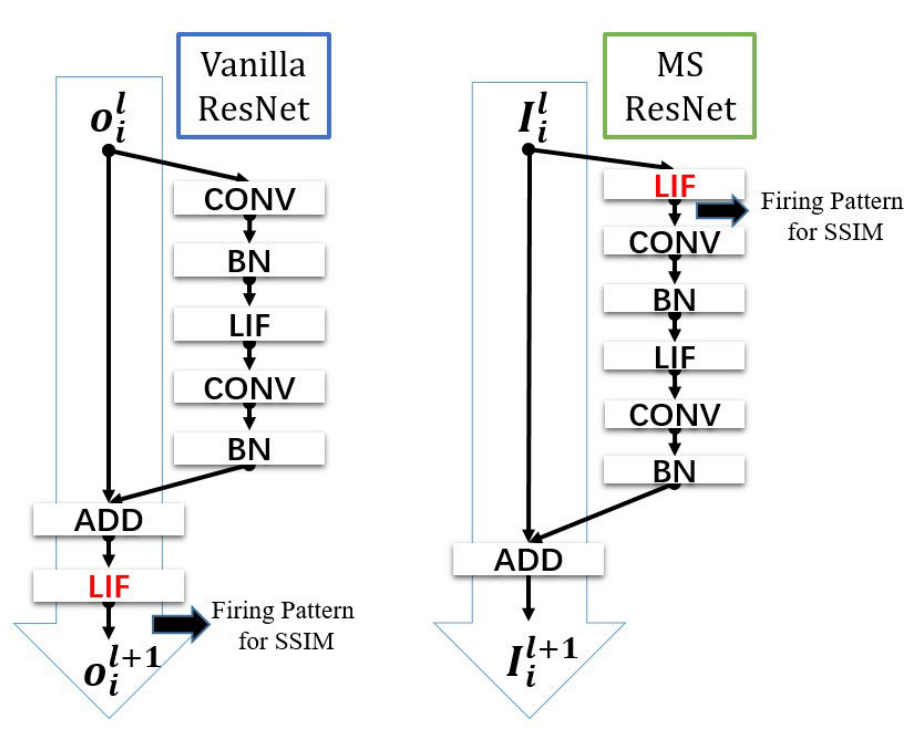 Vanilla
ResNet
o_i^l
CONV
BN
LIF
CONV
BN
ADD
LIF
Firing Pattern
for SSIM
o_i^{l+1}
MS
ResNet
I_i^l
LIF
Firing Pattern
for SSIM
CONV
BN
LIF
CONV
BN
ADD
I_i^{l+1}